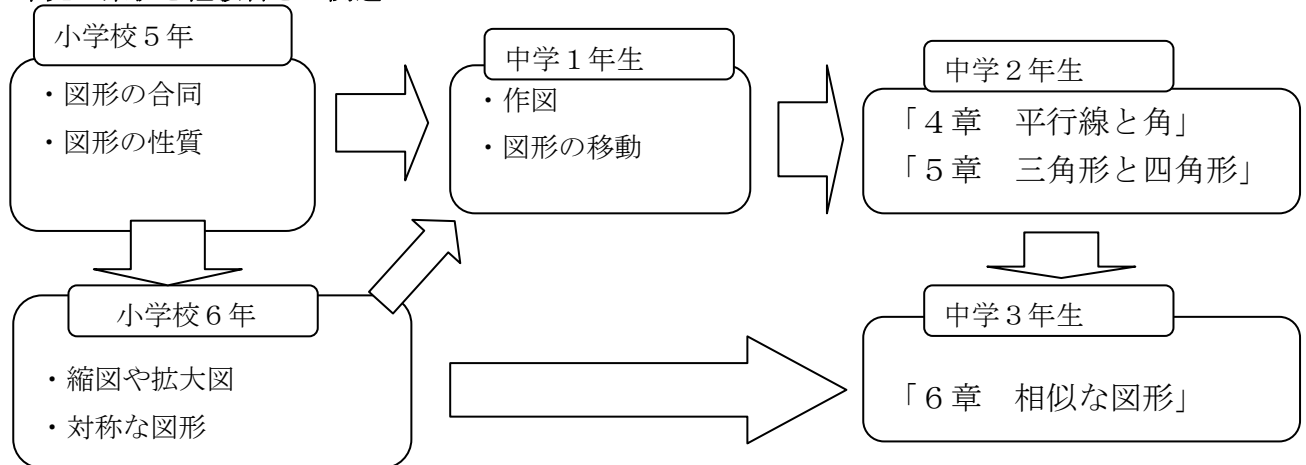 小学校５年
・図形の合同
・図形の性質
中学１年生
・作図
・図形の移動
中学２年生
「４章　平行線と角」
「５章　三角形と四角形」
小学校６年
・縮図や拡大図
・対称な図形
中学３年生
「６章　相似な図形」